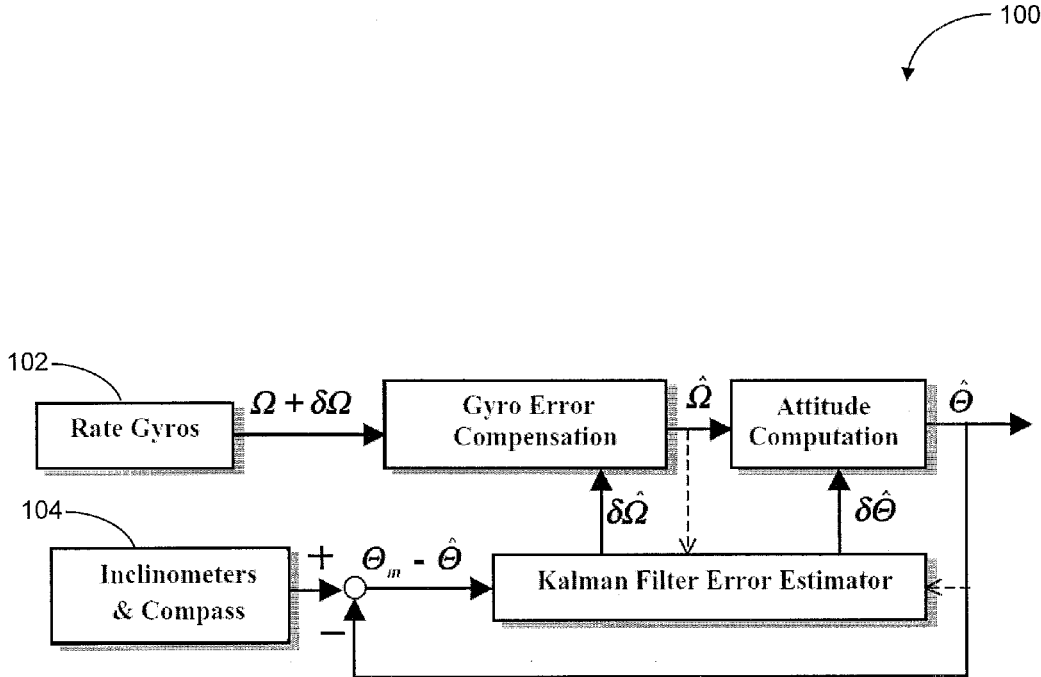 100
102
Ω + δΩ
Rate Gyros
Gyro Error
Compensation
Ω̂
Attitude
Computation
Θ̂
104
δΩ̂
δΘ̂
Inclinometers
& Compass
+
−
Θm - Θ̂
Kalman Filter Error Estimator